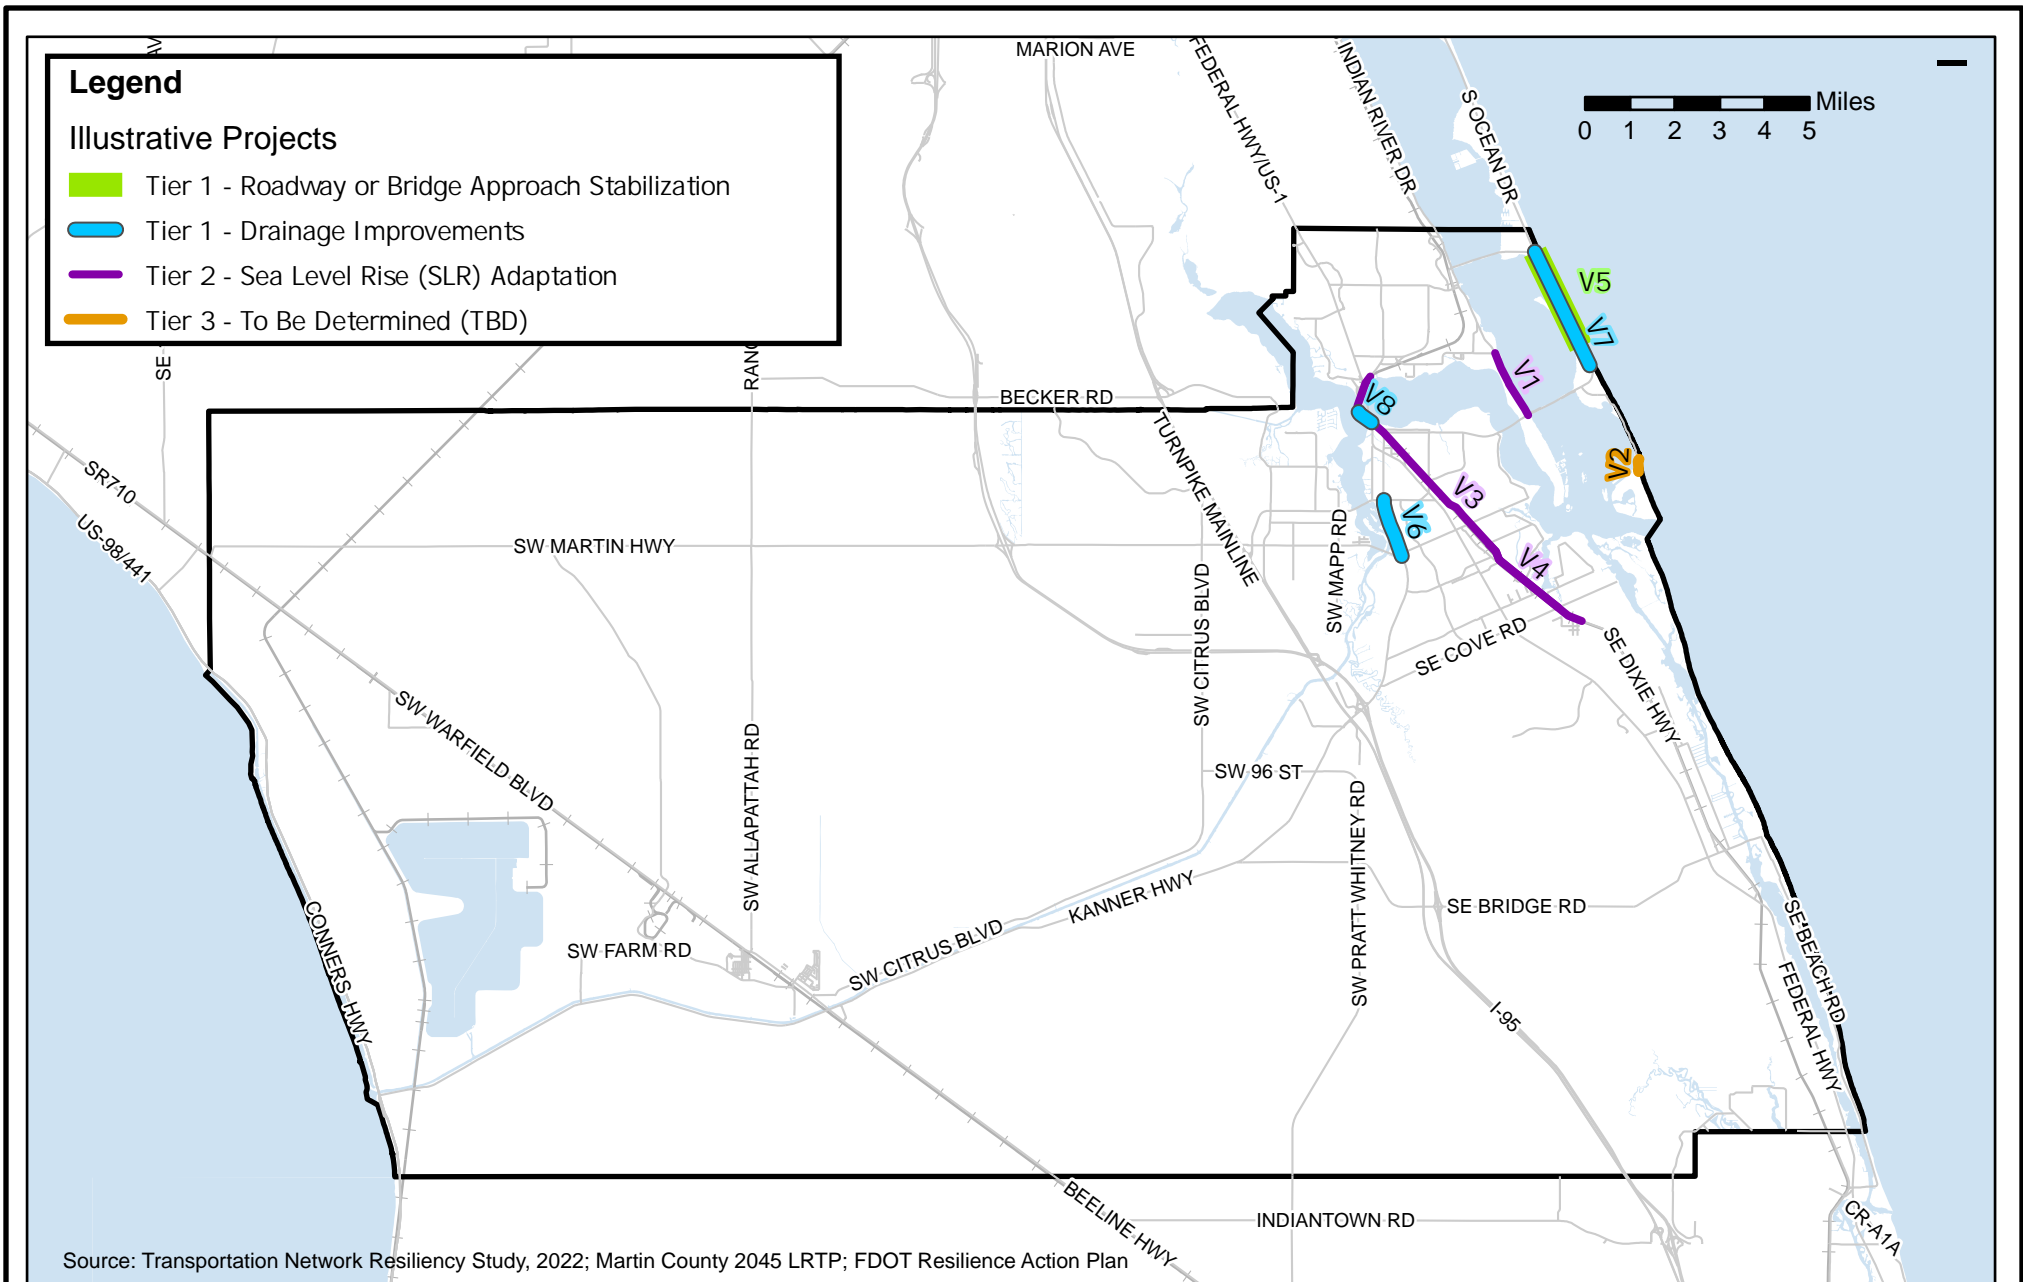 Legend
Illustrative Projects
Tier 1 - Roadway or Bridge Approach Stabilization
Tier 1 - Drainage Improvements
Tier 2 - Sea Level Rise (SLR) Adaptation
Tier 3 - To Be Determined (TBD)
AV
SE
RANG
MARION AVE
FEDERAL HWY/US-1
INDIAN RIVER DR
S OCEAN DR
Miles
0 1 2 3 4 5
V5
V7
V1
V8
V2
V3
V6
V4
BECKER RD
TURNPIKE MAINLINE
SR710
US-98/441
SW MARTIN HWY
SW MAPP RD
SW CITRUS BLVD
SE COVE RD
SE DIXIE HWY
SW WARFIELD BLVD
SW ALLAPATTAH RD
SW 96 ST
SW PRATT WHITNEY RD
KANNER HWY
SE BRIDGE RD
CONNERS HWY
SW FARM RD
SW CITRUS BLVD
SE BEACH RD
FEDERAL HWY
I-95
BEELINE HWY
INDIANTOWN RD
CR-A1A
Source: Transportation Network Resiliency Study, 2022; Martin County 2045 LRTP; FDOT Resilience Action Plan